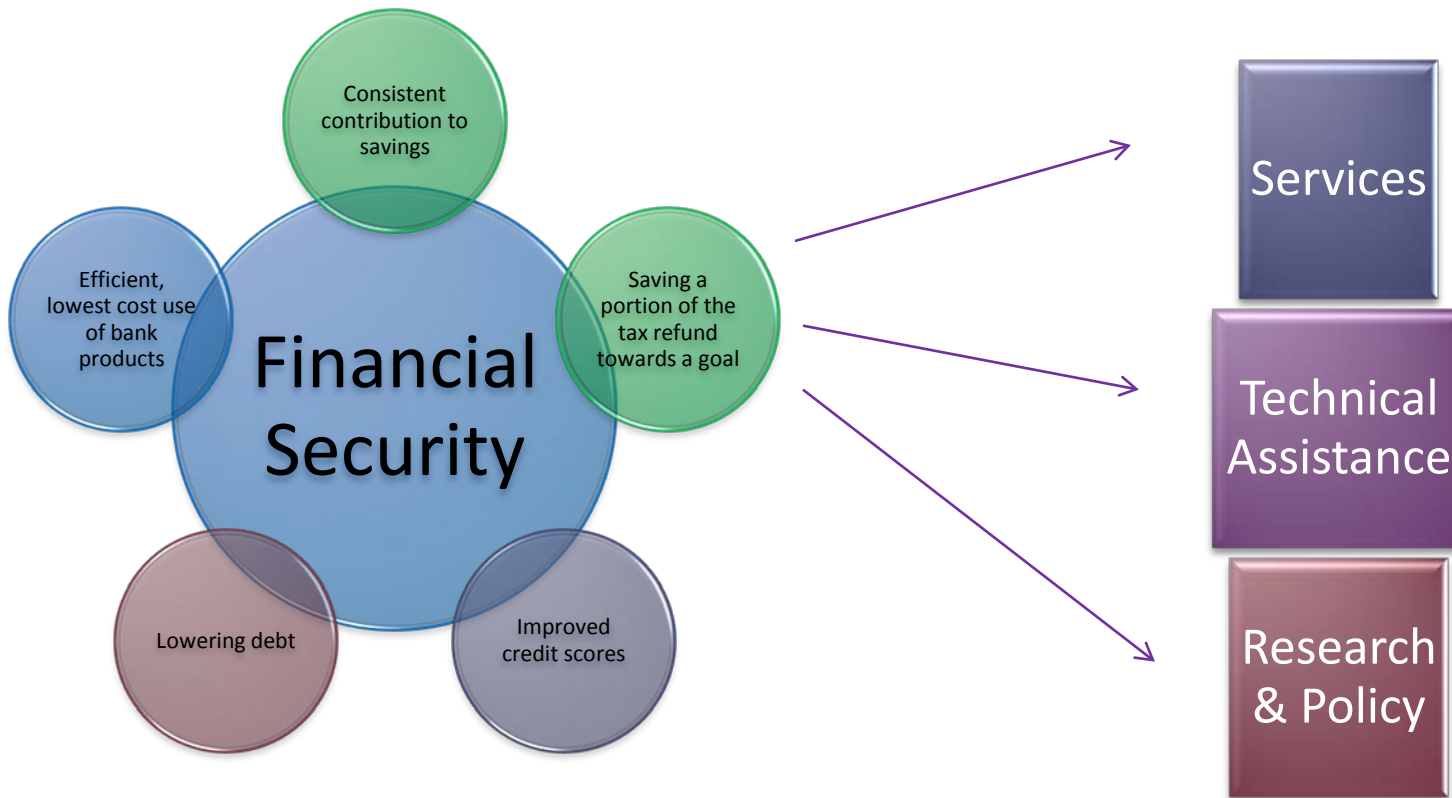 Consistent
contribution to
savings
Efficient,
lowest cost use
of bank
products
Financial
Security
Saving a
portion of the
tax refund
towards a goal
Lowering debt
Improved
credit scores
Services
Technical
Assistance
Research
& Policy